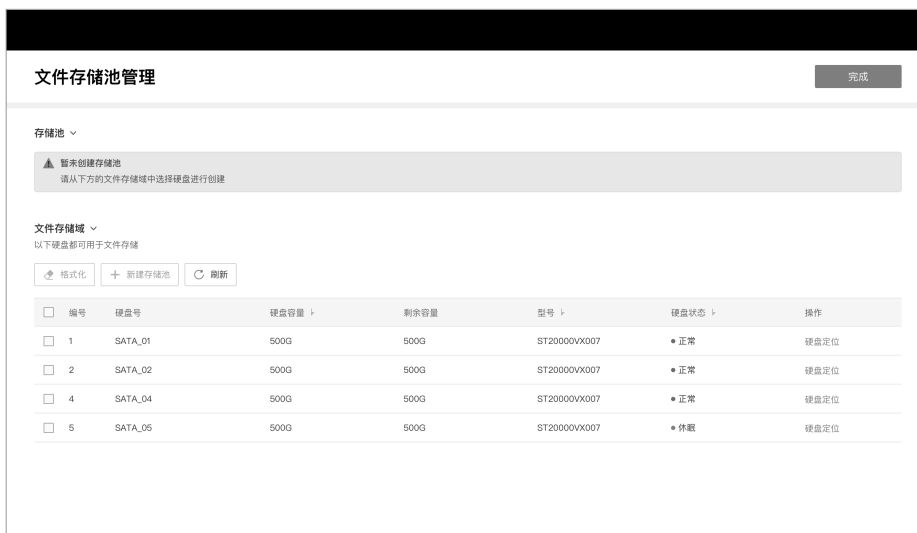 文件存储池管理
完成
存储池
暂未创建存储池
请从下方的文件存储域中选择硬盘进行创建
文件存储域
以下硬盘都可用于文件存储
格式化 新建存储池 刷新
编号 硬盘号 硬盘容量 剩余容量 型号 硬盘状态 操作
1 SATA_01 500G 500G ST20000VX007 正常 硬盘定位
2 SATA_02 500G 500G ST20000VX007 正常 硬盘定位
4 SATA_04 500G 500G ST20000VX007 正常 硬盘定位
5 SATA_05 500G 500G ST20000VX007 休眠 硬盘定位